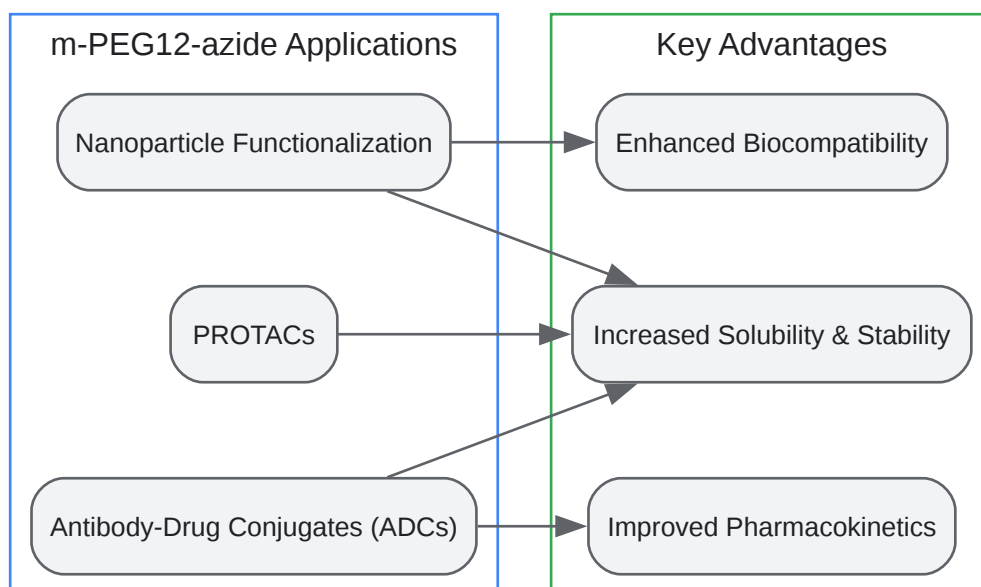 m-PEG12-azide Applications
Key Advantages
Nanoparticle Functionalization
Enhanced Biocompatibility
PROTACs
Increased Solubility & Stability
Antibody-Drug Conjugates (ADCs)
Improved Pharmacokinetics